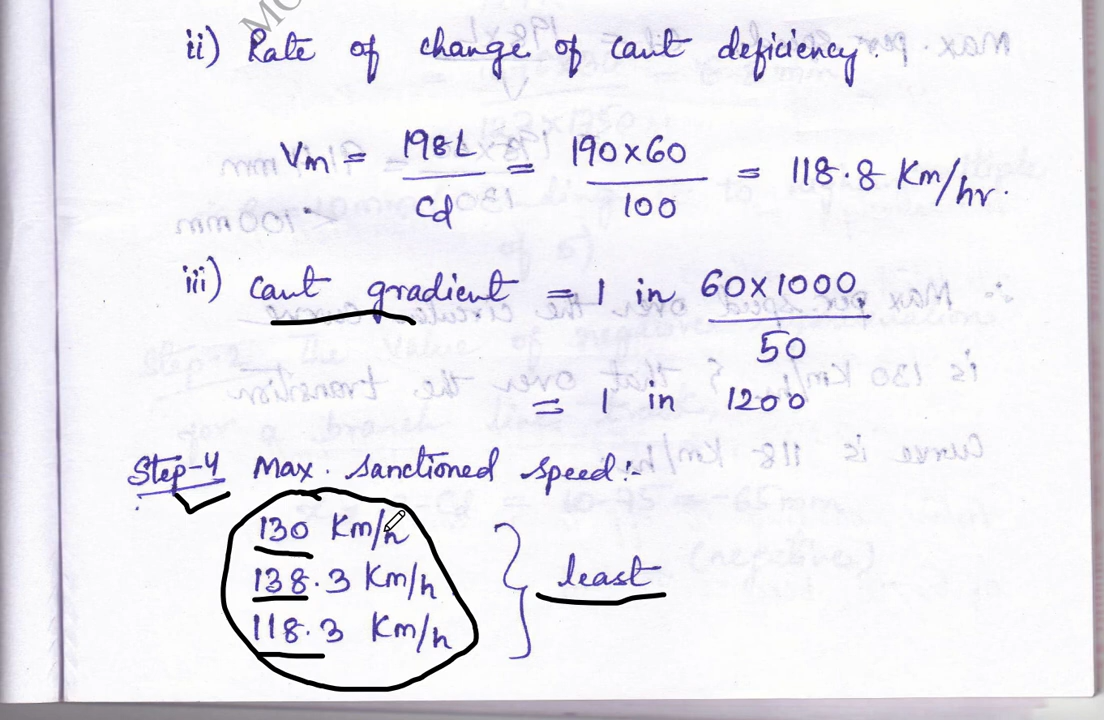 ii) Rate of change of cant deficiency:
Vm = 198L / Cd = 190×60 / 100 = 118.8 Km/hr.
iii) cant gradient = 1 in 60×1000 / 50
= 1 in 1200
Step-4 Max. sanctioned speed:-
130 Km/h
138.3 Km/h
118.3 Km/h
} least